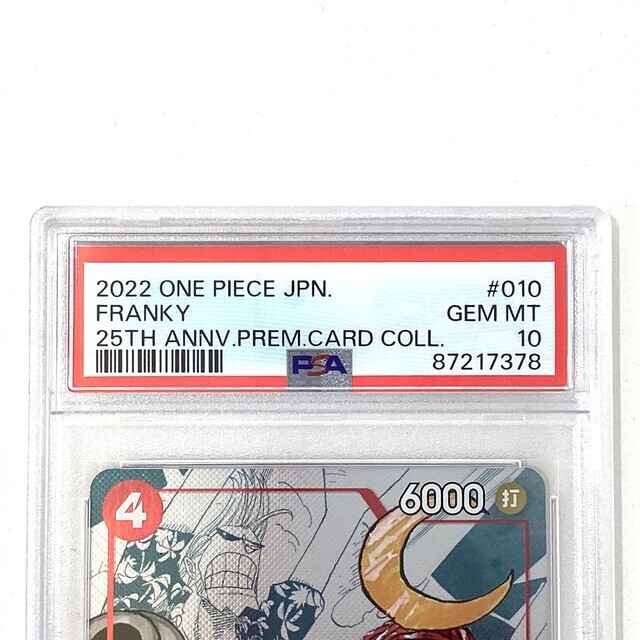 2022 ONE PIECE JPN. #010
FRANKY GEM MT
25TH ANNV.PREM.CARD COLL. 10
PSA 87217378
4 6000 打